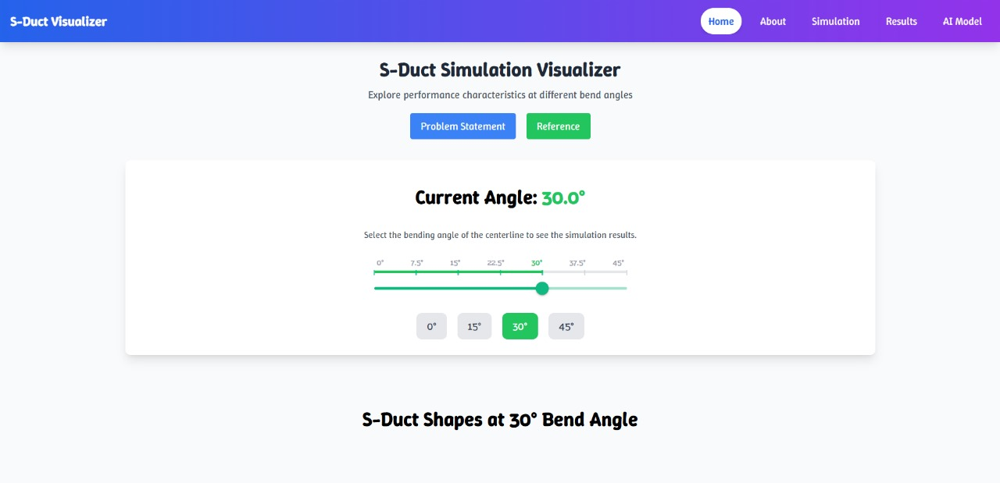 S-Duct Visualizer Home About Simulation Results AI Model
S-Duct Simulation Visualizer
Explore performance characteristics at different bend angles
Problem Statement Reference
Current Angle: 30.0°
Select the bending angle of the centerline to see the simulation results.
0° 7.5° 15° 22.5° 30° 37.5° 45°
0° 15° 30° 45°
S-Duct Shapes at 30° Bend Angle